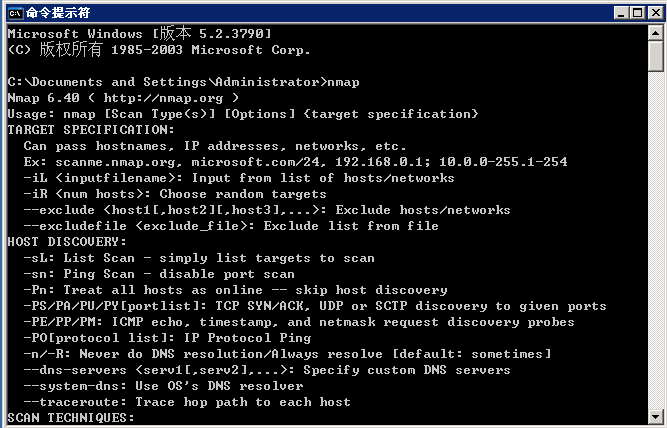 命令提示符
Microsoft Windows [版本 5.2.3790]
(C) 版权所有 1985-2003 Microsoft Corp.
C:\Documents and Settings\Administrator>nmap
Nmap 6.40 ( http://nmap.org )
Usage: nmap [Scan Type(s)] [Options] {target specification}
TARGET SPECIFICATION:
  Can pass hostnames, IP addresses, networks, etc.
  Ex: scanme.nmap.org, microsoft.com/24, 192.168.0.1; 10.0.0-255.1-254
  -iL <inputfilename>: Input from list of hosts/networks
  -iR <num hosts>: Choose random targets
  --exclude <host1[,host2][,host3],...>: Exclude hosts/networks
  --excludefile <exclude_file>: Exclude list from file
HOST DISCOVERY:
  -sL: List Scan - simply list targets to scan
  -sn: Ping Scan - disable port scan
  -Pn: Treat all hosts as online -- skip host discovery
  -PS/PA/PU/PY[portlist]: TCP SYN/ACK, UDP or SCTP discovery to given ports
  -PE/PP/PM: ICMP echo, timestamp, and netmask request discovery probes
  -PO[protocol list]: IP Protocol Ping
  -n/-R: Never do DNS resolution/Always resolve [default: sometimes]
  --dns-servers <serv1[,serv2],...>: Specify custom DNS servers
  --system-dns: Use OS's DNS resolver
  --traceroute: Trace hop path to each host
SCAN TECHNIQUES: